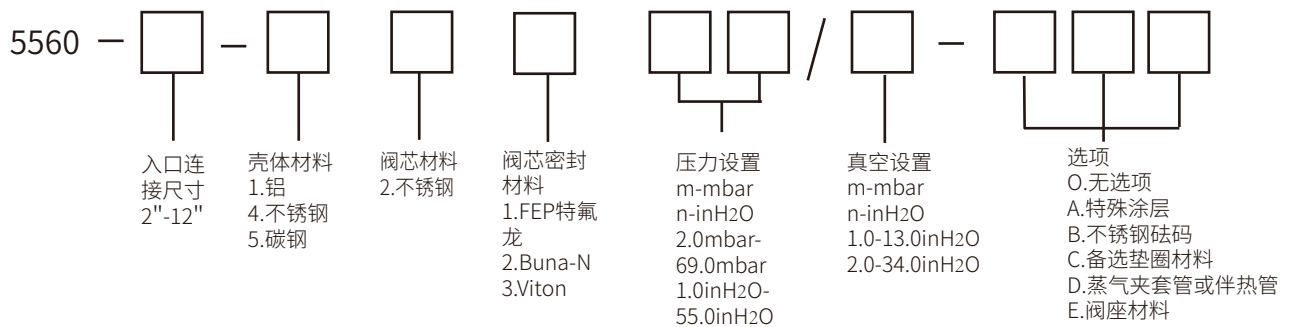 5560 – – / –
入口连
接尺寸
2"-12"
壳体材料
1.铝
4.不锈钢
5.碳钢
阀芯材料
2.不锈钢
阀芯密封
材料
1.FEP特氟
龙
2.Buna-N
3.Viton
压力设置
m-mbar
n-inH2O
2.0mbar-
69.0mbar
1.0inH2O-
55.0inH2O
真空设置
m-mbar
n-inH2O
1.0-13.0inH2O
2.0-34.0inH2O
选项
O.无选项
A.特殊涂层
B.不锈钢砝码
C.备选垫圈材料
D.蒸气夹套管或伴热管
E.阀座材料